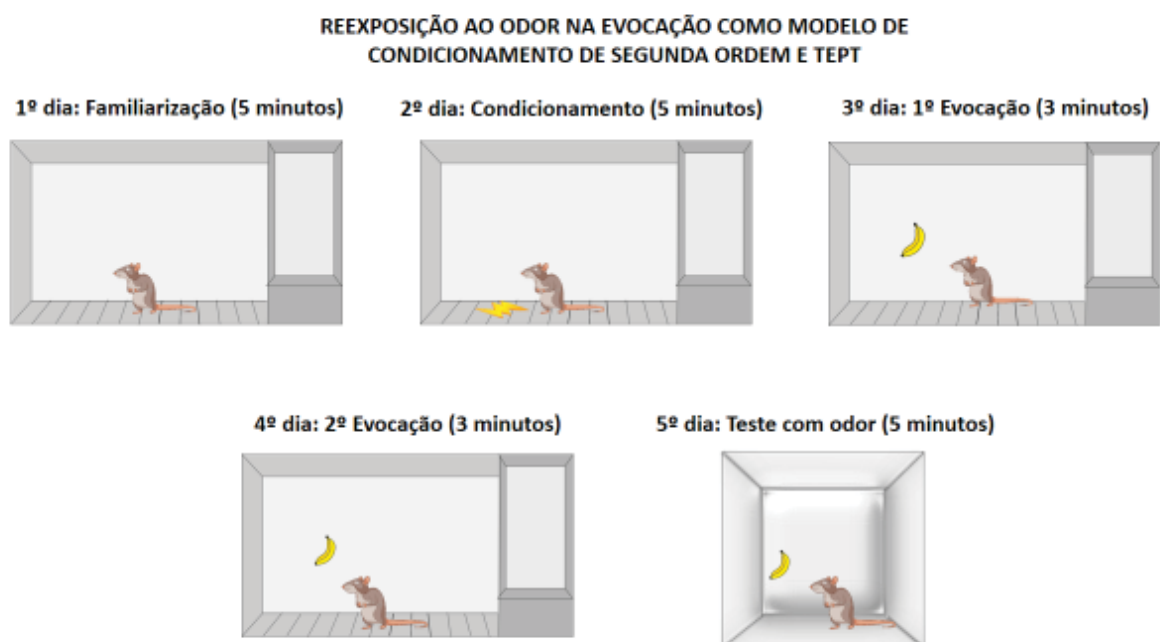 REEXPOSIÇÃO AO ODOR NA EVOCAÇÃO COMO MODELO DE
CONDICIONAMENTO DE SEGUNDA ORDEM E TEPT
1º dia: Familiarização (5 minutos)
2º dia: Condicionamento (5 minutos)
3º dia: 1º Evocação (3 minutos)
4º dia: 2º Evocação (3 minutos)
5º dia: Teste com odor (5 minutos)